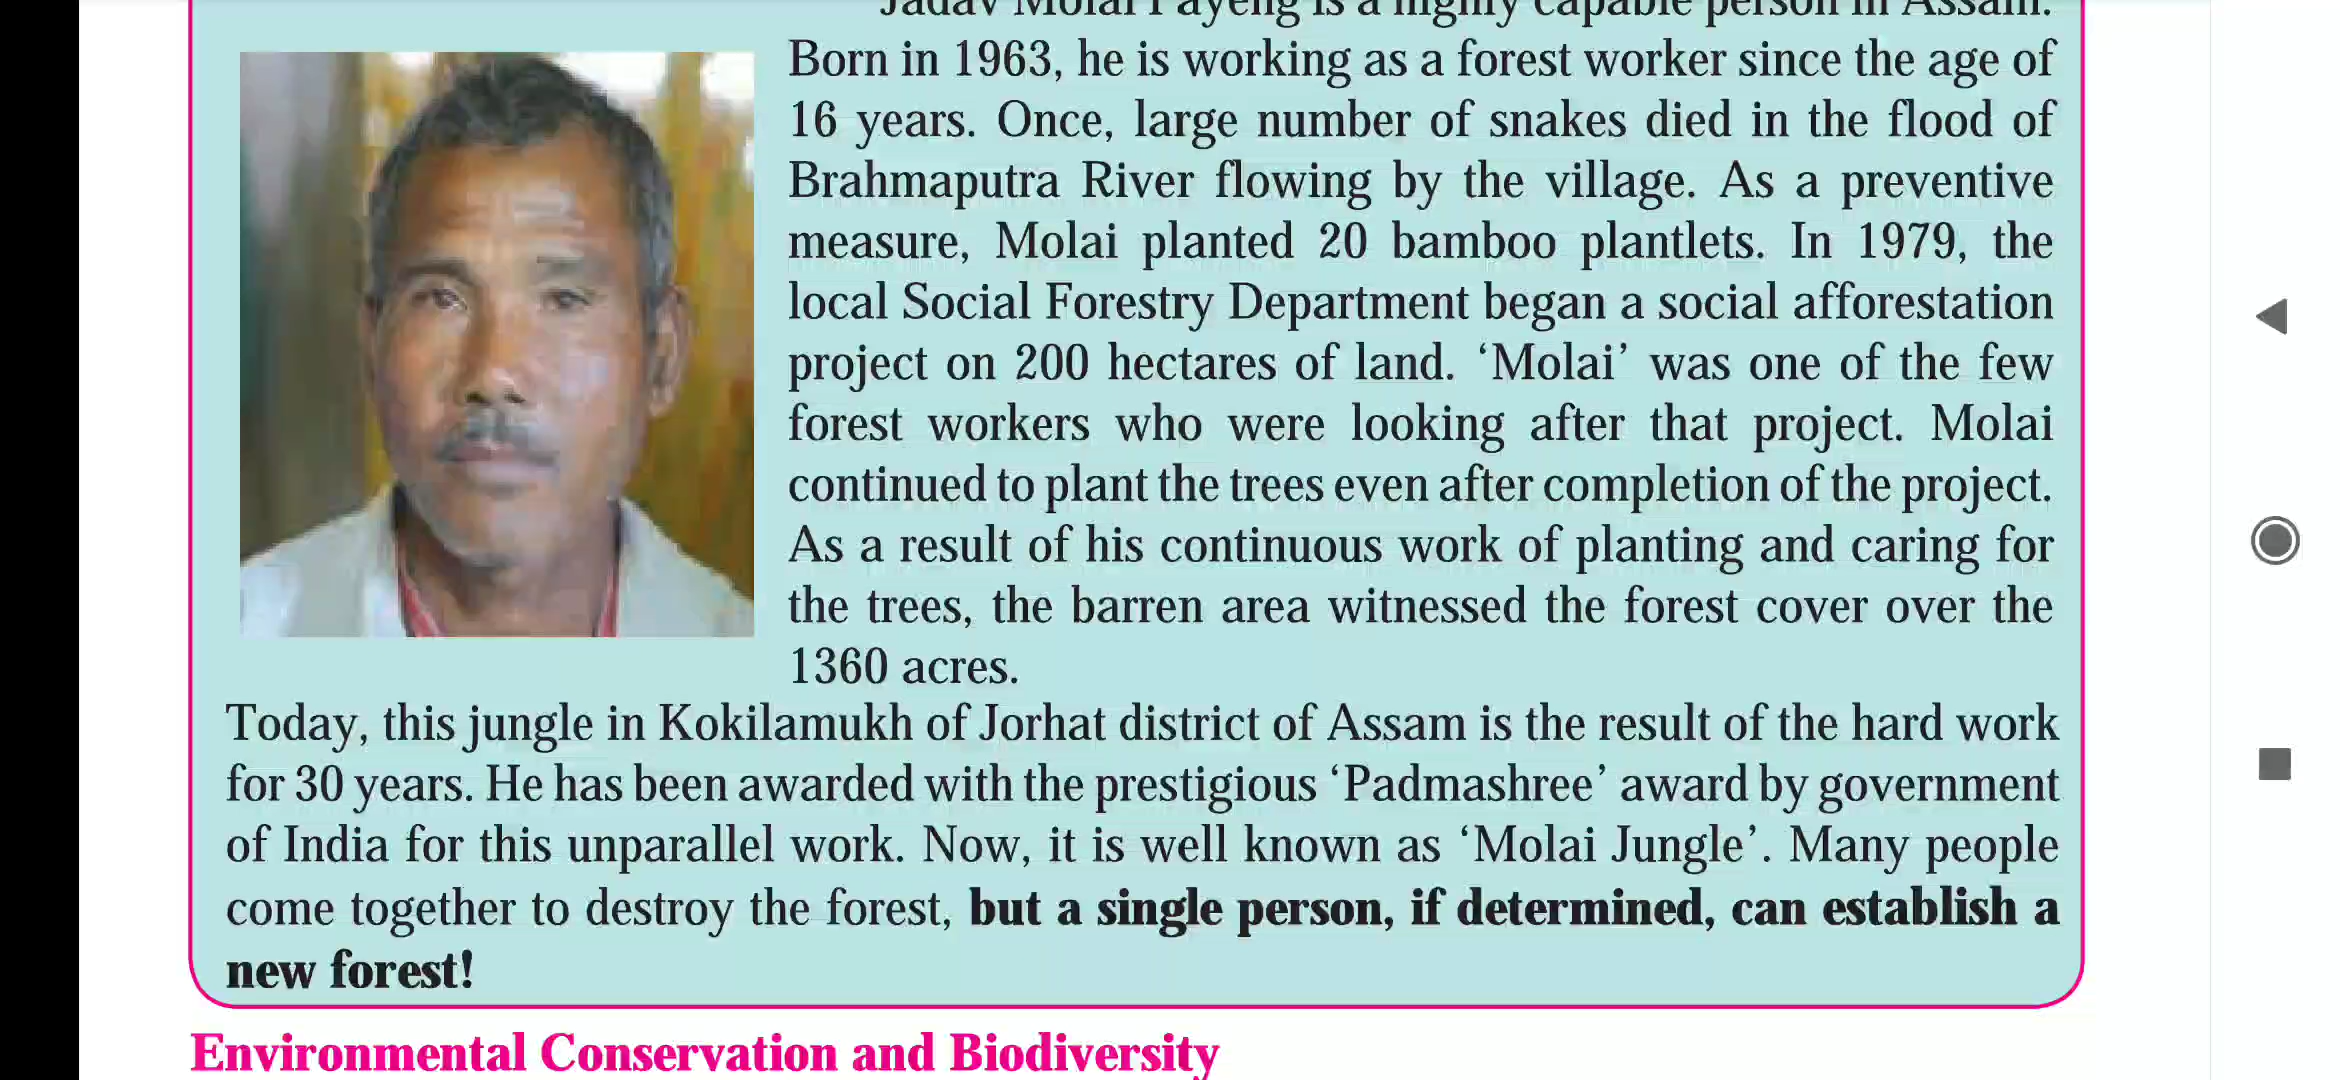 Jadav Molai Payeng is a highly capable person in Assam.
Born in 1963, he is working as a forest worker since the age of
16 years. Once, large number of snakes died in the flood of
Brahmaputra River flowing by the village. As a preventive
measure, Molai planted 20 bamboo plantlets. In 1979, the
local Social Forestry Department began a social afforestation
project on 200 hectares of land. ‘Molai’ was one of the few
forest workers who were looking after that project. Molai
continued to plant the trees even after completion of the project.
As a result of his continuous work of planting and caring for
the trees, the barren area witnessed the forest cover over the
1360 acres.
Today, this jungle in Kokilamukh of Jorhat district of Assam is the result of the hard work
for 30 years. He has been awarded with the prestigious ‘Padmashree’ award by government
of India for this unparallel work. Now, it is well known as ‘Molai Jungle’. Many people
come together to destroy the forest, but a single person, if determined, can establish a
new forest!
Environmental Conservation and Biodiversity